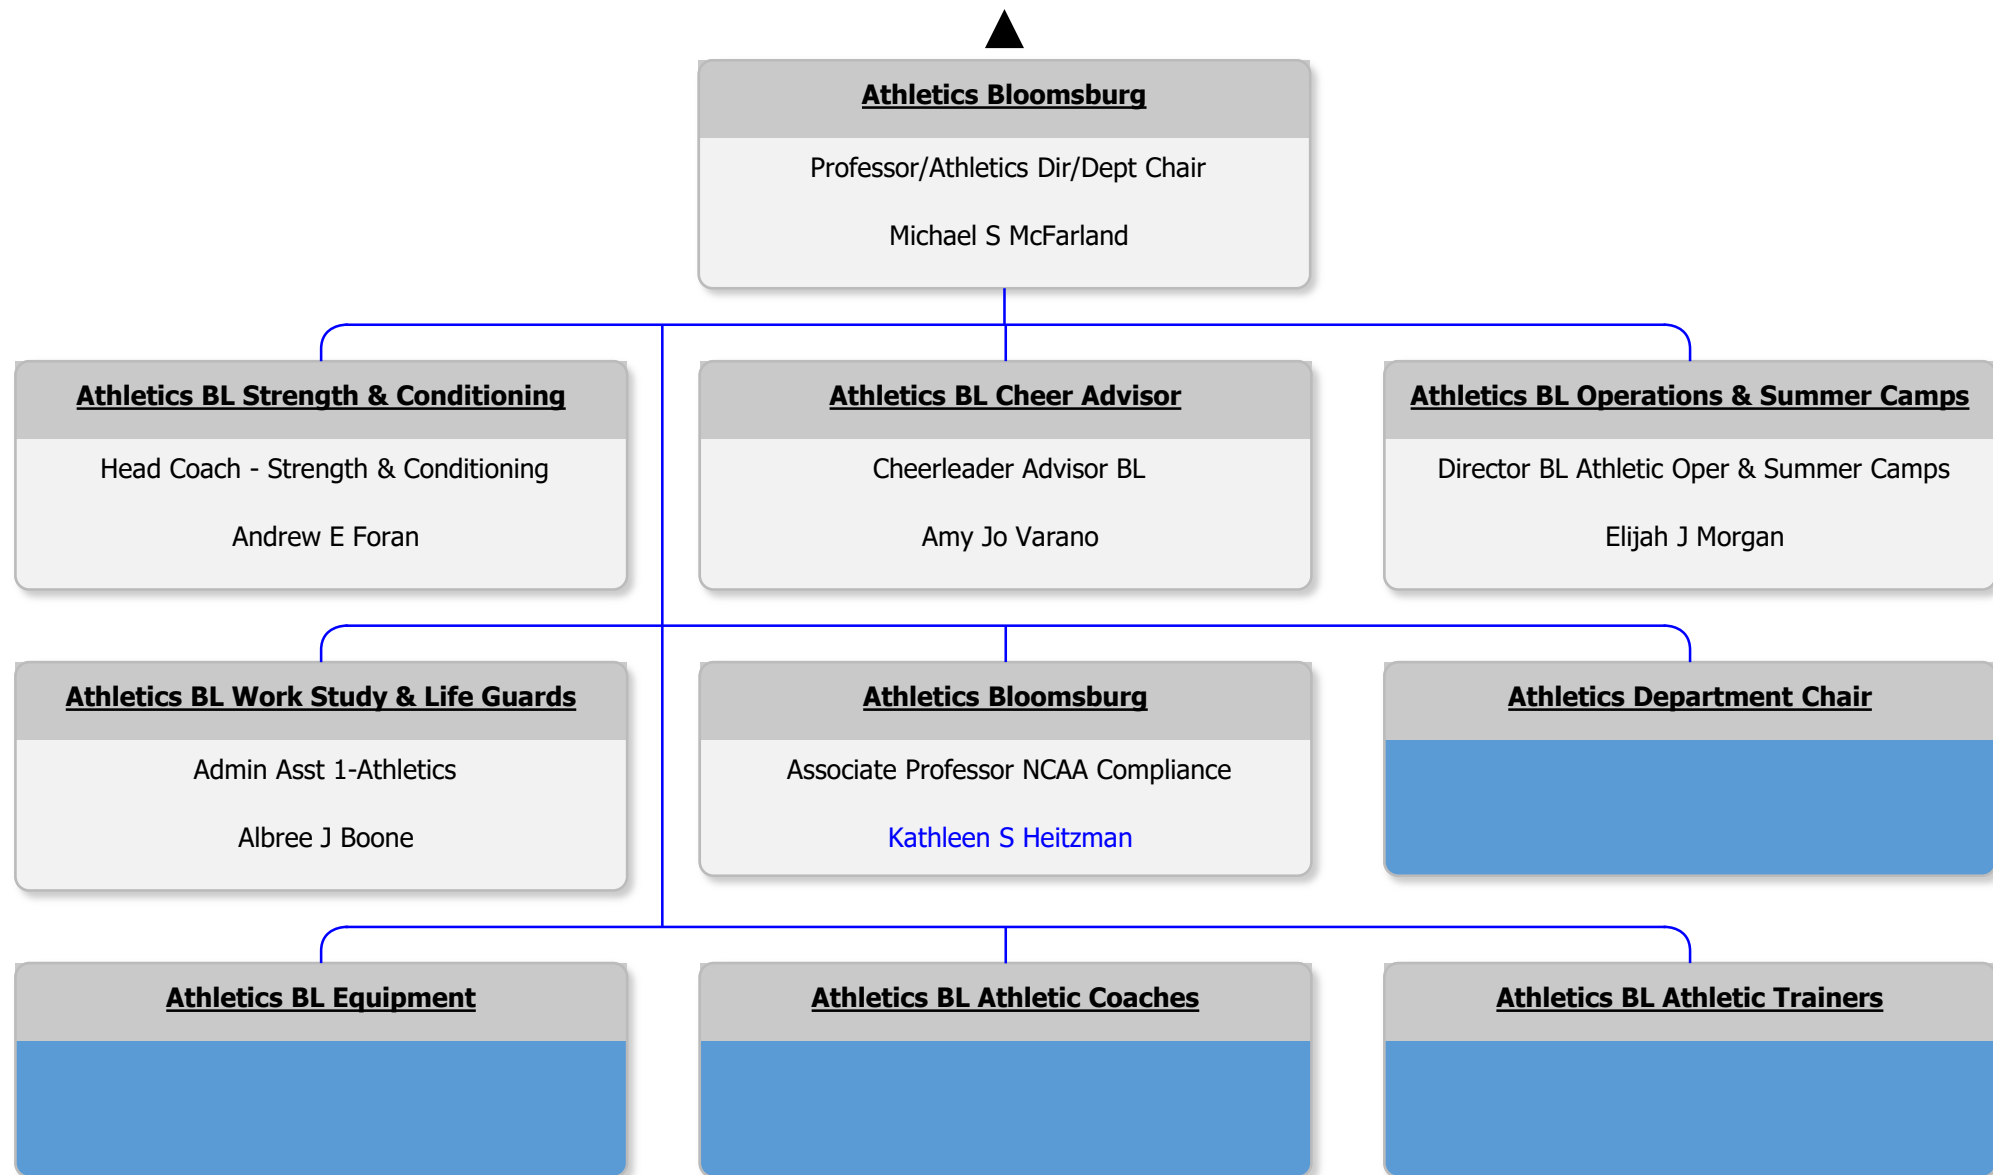 Athletics Bloomsburg
Professor/Athletics Dir/Dept Chair
Michael S McFarland
Athletics BL Strength & Conditioning
Head Coach - Strength & Conditioning
Andrew E Foran
Athletics BL Cheer Advisor
Cheerleader Advisor BL
Amy Jo Varano
Athletics BL Operations & Summer Camps
Director BL Athletic Oper & Summer Camps
Elijah J Morgan
Athletics BL Work Study & Life Guards
Admin Asst 1-Athletics
Albree J Boone
Athletics Bloomsburg
Associate Professor NCAA Compliance
Kathleen S Heitzman
Athletics Department Chair
Athletics BL Equipment
Athletics BL Athletic Coaches
Athletics BL Athletic Trainers